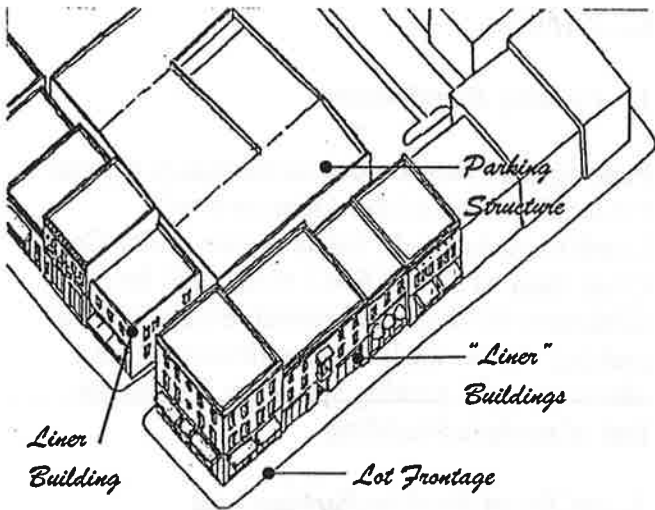 Parking
Structure
"Liner"
Buildings
Liner
Building
Lot Frontage